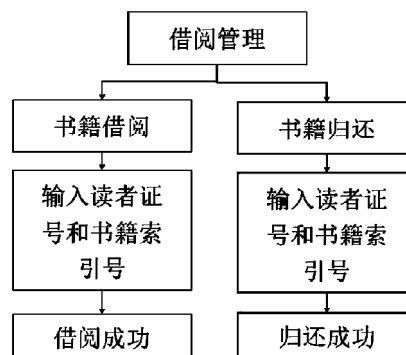 借阅管理
书籍借阅
书籍归还
输入读者证
号和书籍索
引号
输入读者证
号和书籍索
引号
借阅成功
归还成功